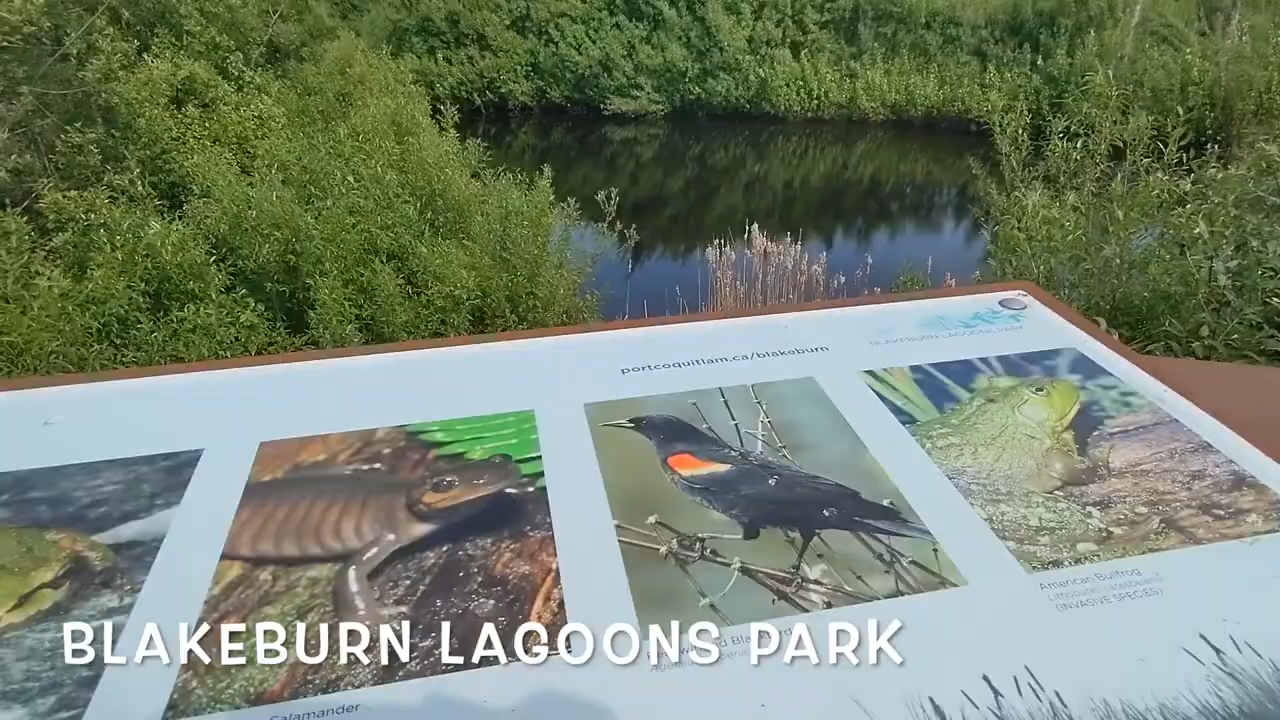 portcoquitlam.ca/blakeburn
BLAKEBURN LAGOONS PARK
American Bullfrog
(INVASIVE SPECIES)
Salamander
BLAKEBURN LAGOONS PARK